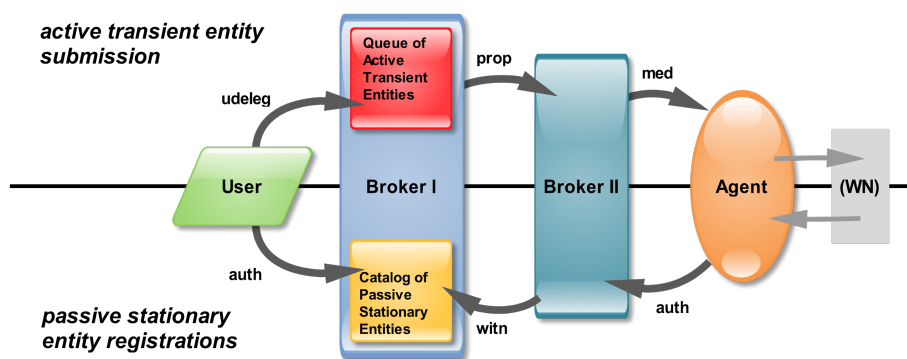 active transient entity
submission
Queue of
Active
Transient
Entities
prop
med
udeleg
User
Broker I
Broker II
Agent
(WN)
auth
Catalog of
Passive
Stationary
Entities
witn
auth
passive stationary
entity registrations